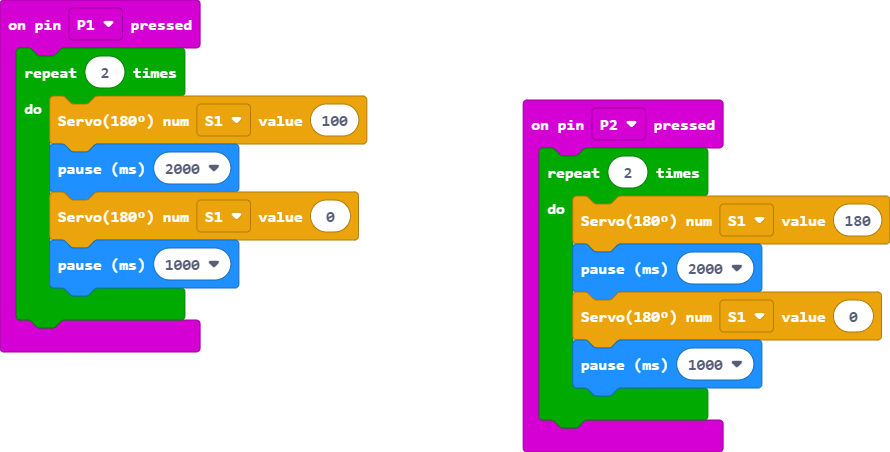 on pin P1 pressed
repeat 2 times
do
Servo(180º) num S1 value 100
pause (ms) 2000
Servo(180º) num S1 value 0
pause (ms) 1000
on pin P2 pressed
repeat 2 times
do
Servo(180º) num S1 value 180
pause (ms) 2000
Servo(180º) num S1 value 0
pause (ms) 1000